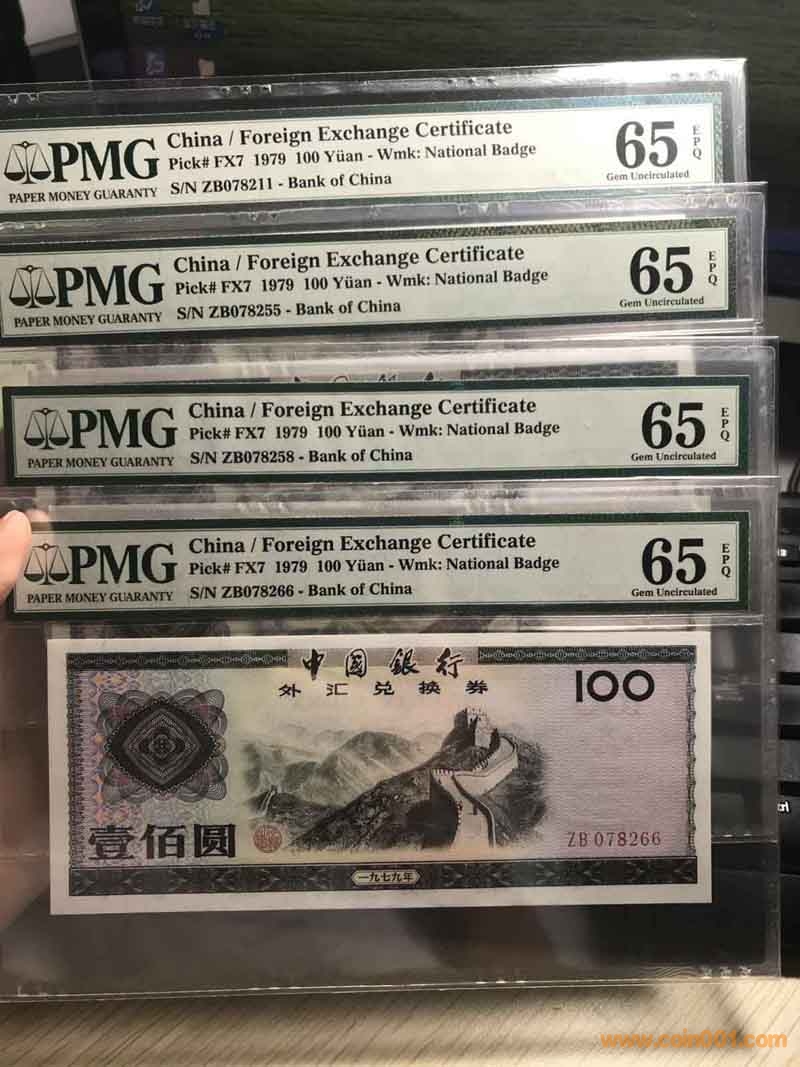 PMG
PAPER MONEY GUARANTY
China / Foreign Exchange Certificate
Pick# FX7 1979 100 Yüan - Wmk: National Badge
S/N ZB078211 - Bank of China
65
EPQ
Gem Uncirculated
PMG
PAPER MONEY GUARANTY
China / Foreign Exchange Certificate
Pick# FX7 1979 100 Yüan - Wmk: National Badge
S/N ZB078255 - Bank of China
65
EPQ
Gem Uncirculated
PMG
PAPER MONEY GUARANTY
China / Foreign Exchange Certificate
Pick# FX7 1979 100 Yüan - Wmk: National Badge
S/N ZB078258 - Bank of China
65
EPQ
Gem Uncirculated
PMG
PAPER MONEY GUARANTY
China / Foreign Exchange Certificate
Pick# FX7 1979 100 Yüan - Wmk: National Badge
S/N ZB078266 - Bank of China
65
EPQ
Gem Uncirculated
中國銀行
外汇兑换券
100
壹佰圆
ZB 078266
一九七九年
www.coin001.com